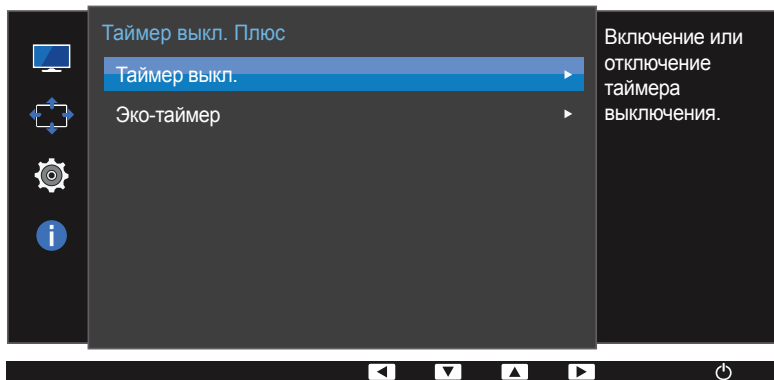 Таймер выкл. Плюс
Таймер выкл.
Эко-таймер
Включение или
отключение
таймера
выключения.